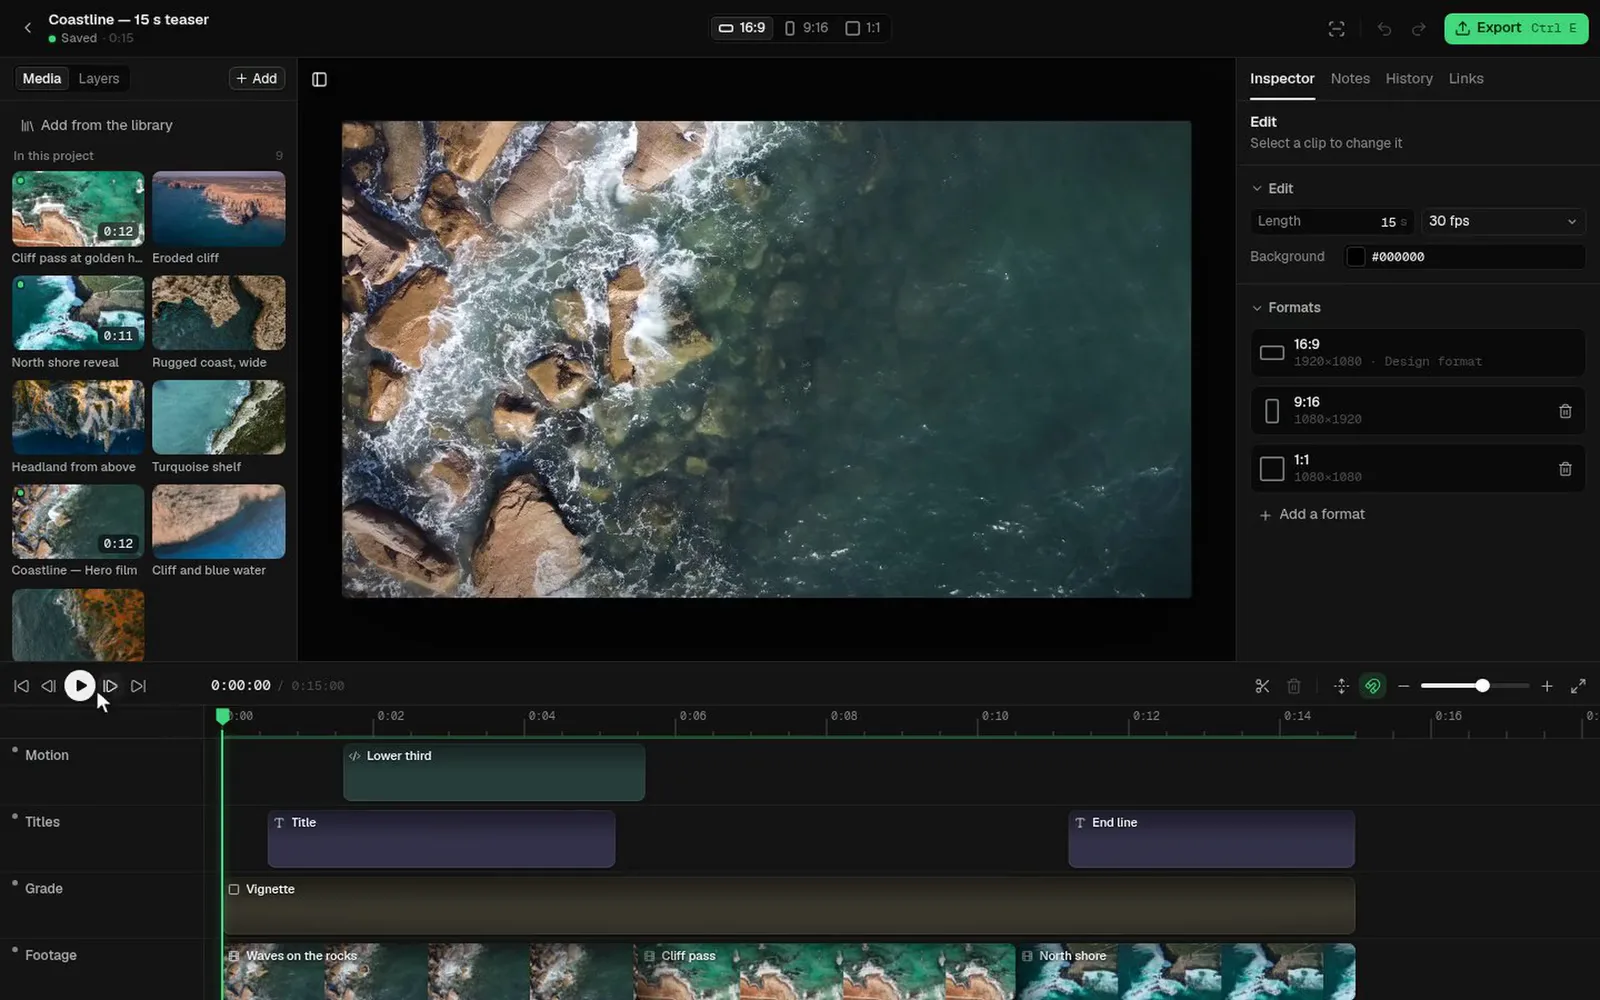 Coastline — 15 s teaser
Saved · 0:15
16:9
9:16
1:1
Export Ctrl E
Media
Layers
+ Add
Add from the library
In this project 9
0:12
Cliff pass at golden h…
Eroded cliff
0:11
North shore reveal
Rugged coast, wide
Headland from above
Turquoise shelf
0:12
Coastline — Hero film
Cliff and blue water
Inspector
Notes
History
Links
Edit
Select a clip to change it
Edit
Length 15 s
30 fps
Background #000000
Formats
16:9
1920×1080 · Design format
9:16
1080×1920
1:1
1080×1080
+ Add a format
0:00:00 / 0:15:00
0:00 0:02 0:04 0:06 0:08 0:10 0:12 0:14 0:16
Motion
Lower third
Titles
Title
End line
Grade
Vignette
Footage
Waves on the rocks
Cliff pass
North shore